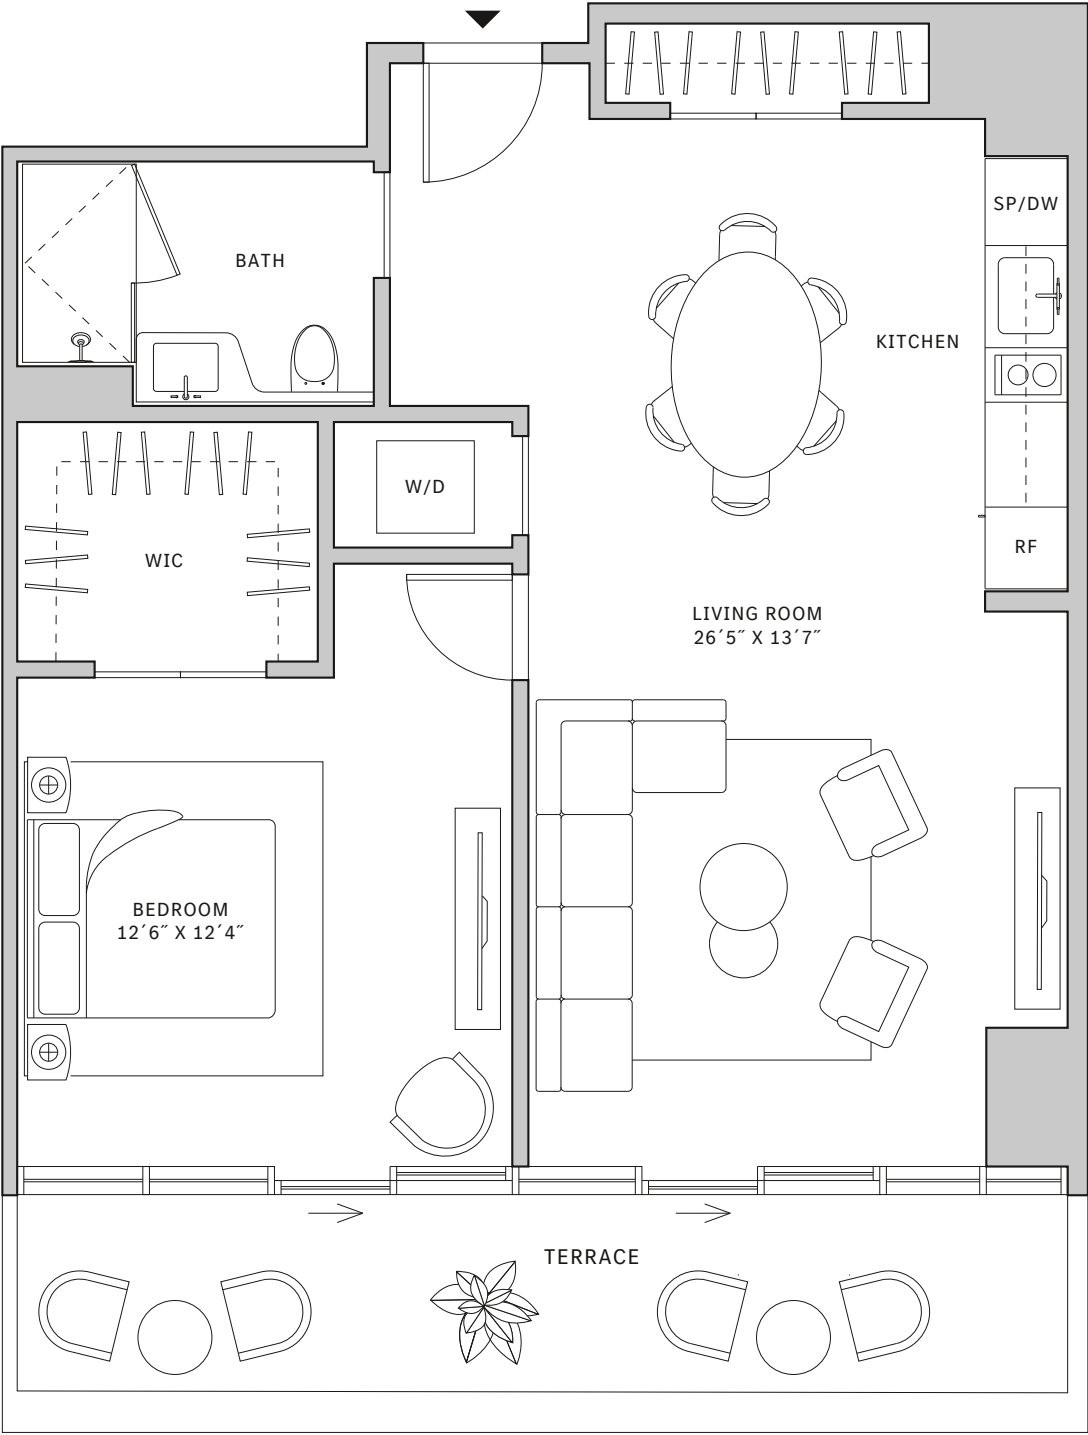 SP/DW
BATH
KITCHEN
W/D
WIC
RF
LIVING ROOM
26´5˝ X 13´7˝
BEDROOM
12´6˝ X 12´4˝
TERRACE